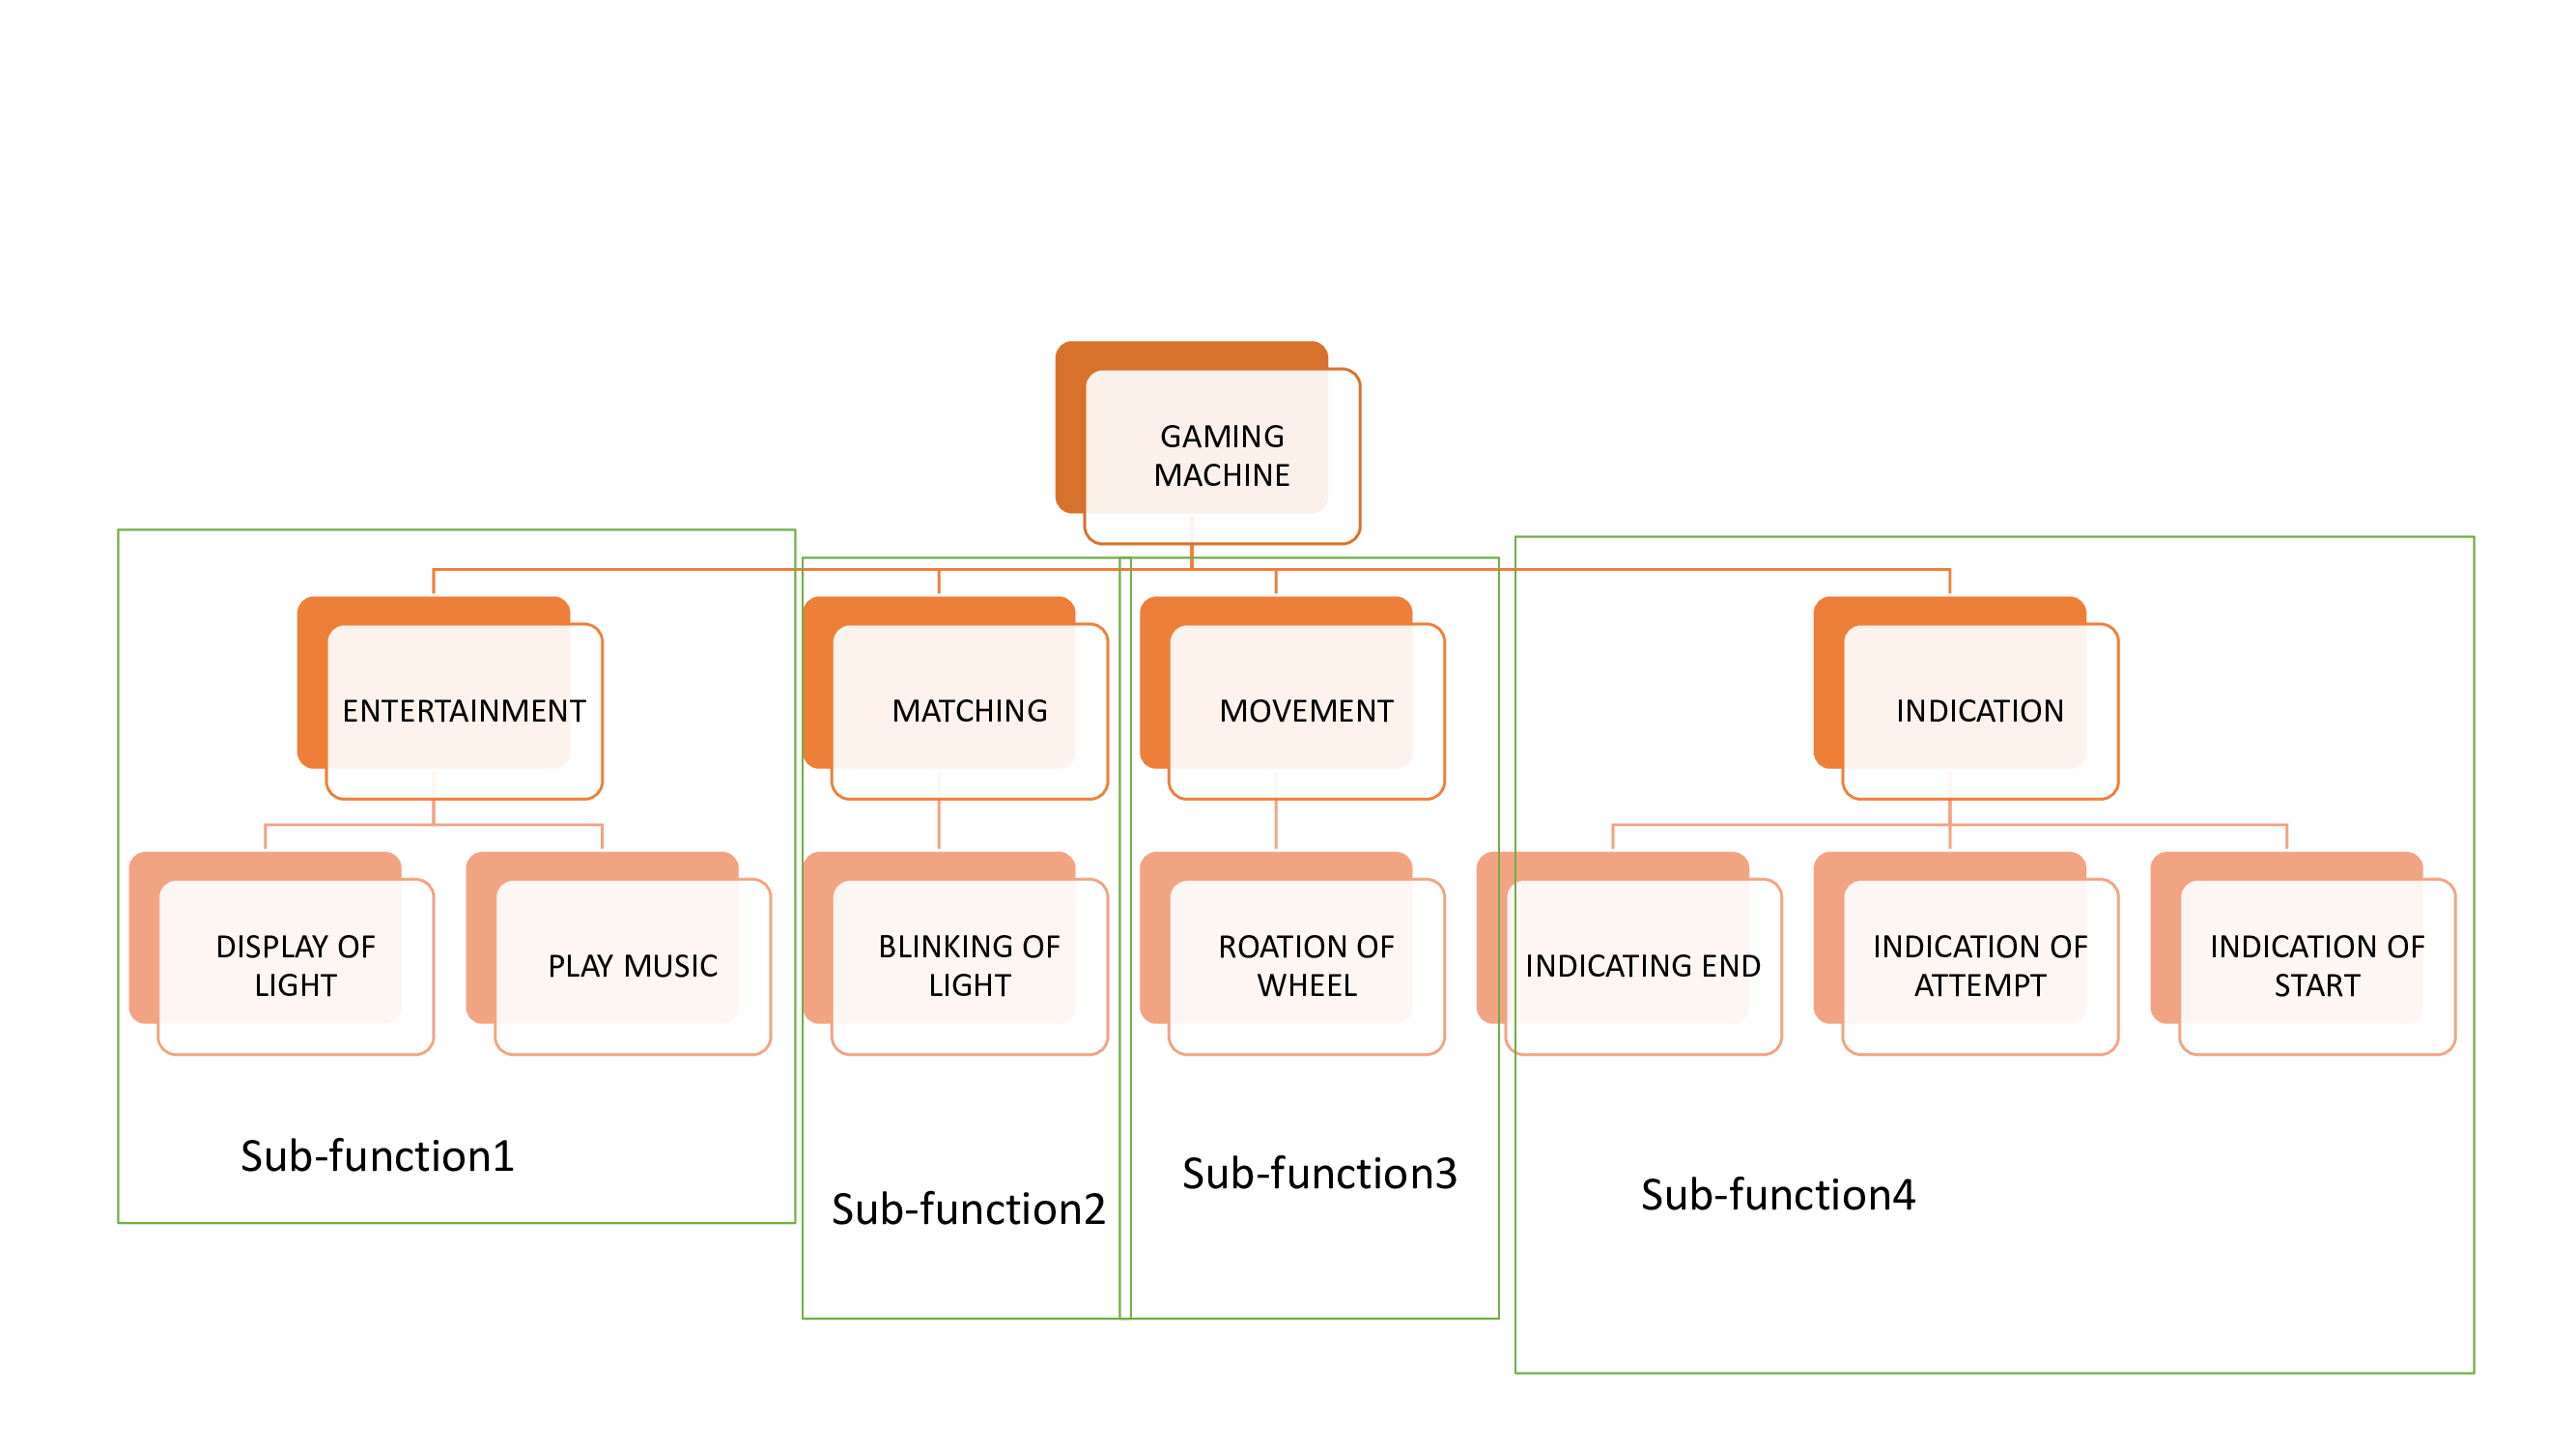 GAMING
MACHINE
ENTERTAINMENT
MATCHING
MOVEMENT
INDICATION
DISPLAY OF
LIGHT
PLAY MUSIC
BLINKING OF
LIGHT
ROATION OF
WHEEL
INDICATING END
INDICATION OF
ATTEMPT
INDICATION OF
START
Sub-function1
Sub-function2
Sub-function3
Sub-function4